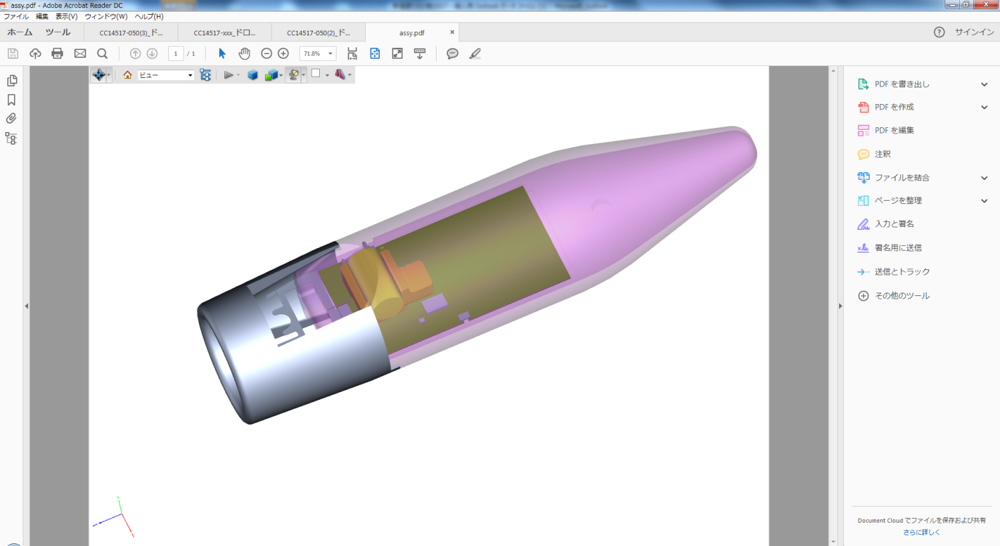 assy.pdf - Adobe Acrobat Reader DC
ファイル 編集 表示(V) ウィンドウ(W) ヘルプ(H)
ホーム ツール CC14517-050(3)_ド... CC14517-xxx_ドロ... CC14517-050(2)_ド... assy.pdf × ? サインイン
1 / 1 71.8%
ビュー
PDF を書き出し
PDF を作成
PDF を編集
注釈
ファイルを結合
ページを整理
入力と署名
署名用に送信
送信とトラック
その他のツール
Document Cloud でファイルを保存および共有
さらに詳しく